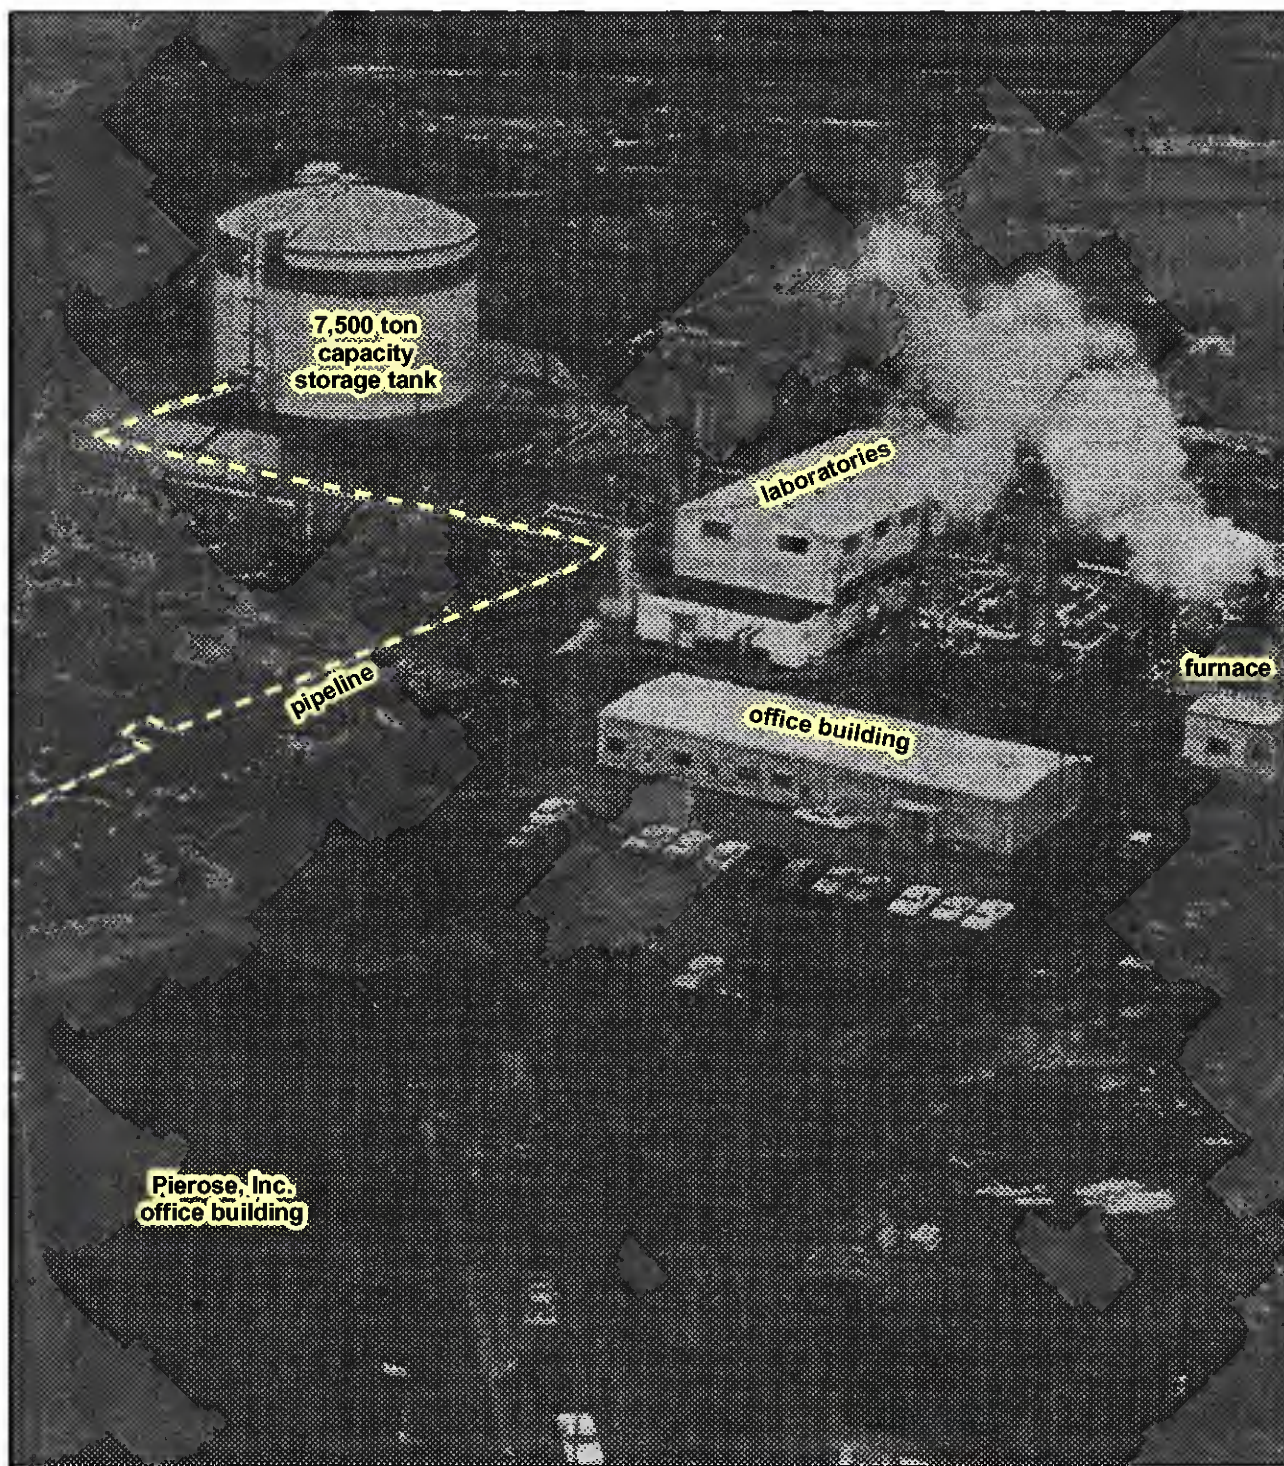 7,500 ton
capacity
storage tank
laboratories
furnace
pipeline
office building
Pierose, Inc.
office building